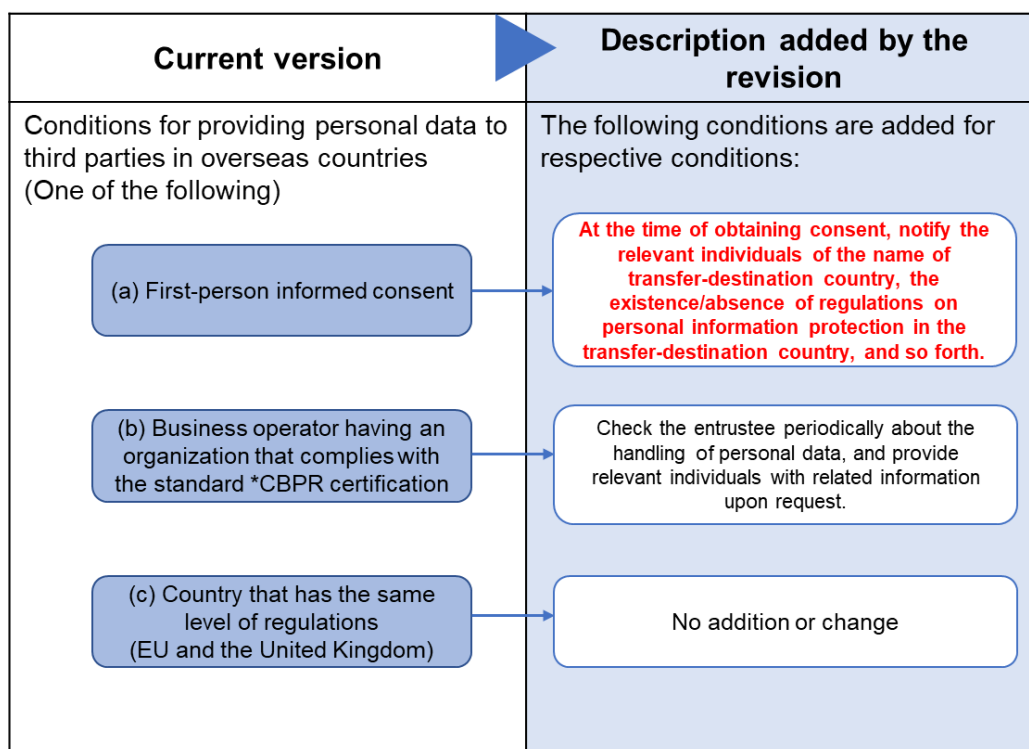 Current version
Description added by the
revision
Conditions for providing personal data to
third parties in overseas countries
(One of the following)
The following conditions are added for
respective conditions:
(a) First-person informed consent
At the time of obtaining consent, notify the
relevant individuals of the name of
transfer-destination country, the
existence/absence of regulations on
personal information protection in the
transfer-destination country, and so forth.
(b) Business operator having an
organization that complies with
the standard *CBPR certification
Check the entrustee periodically about the
handling of personal data, and provide
relevant individuals with related information
upon request.
(c) Country that has the same
level of regulations
(EU and the United Kingdom)
No addition or change